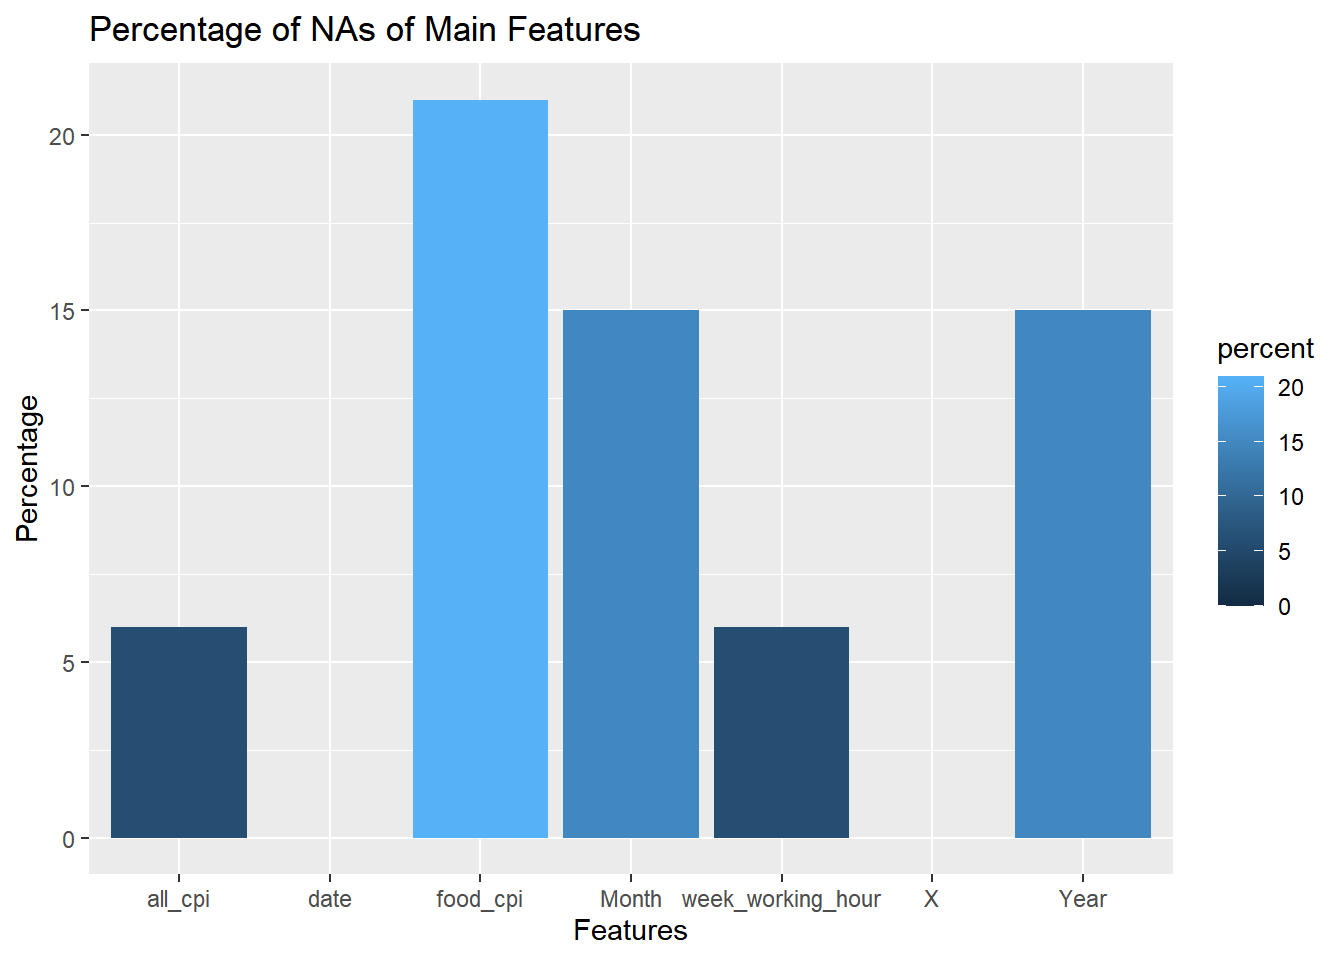 Percentage of NAs of Main Features
Percentage
20
15
10
5
0
all_cpi date food_cpi Month week_working_hour X Year
Features
percent
20
15
10
5
0